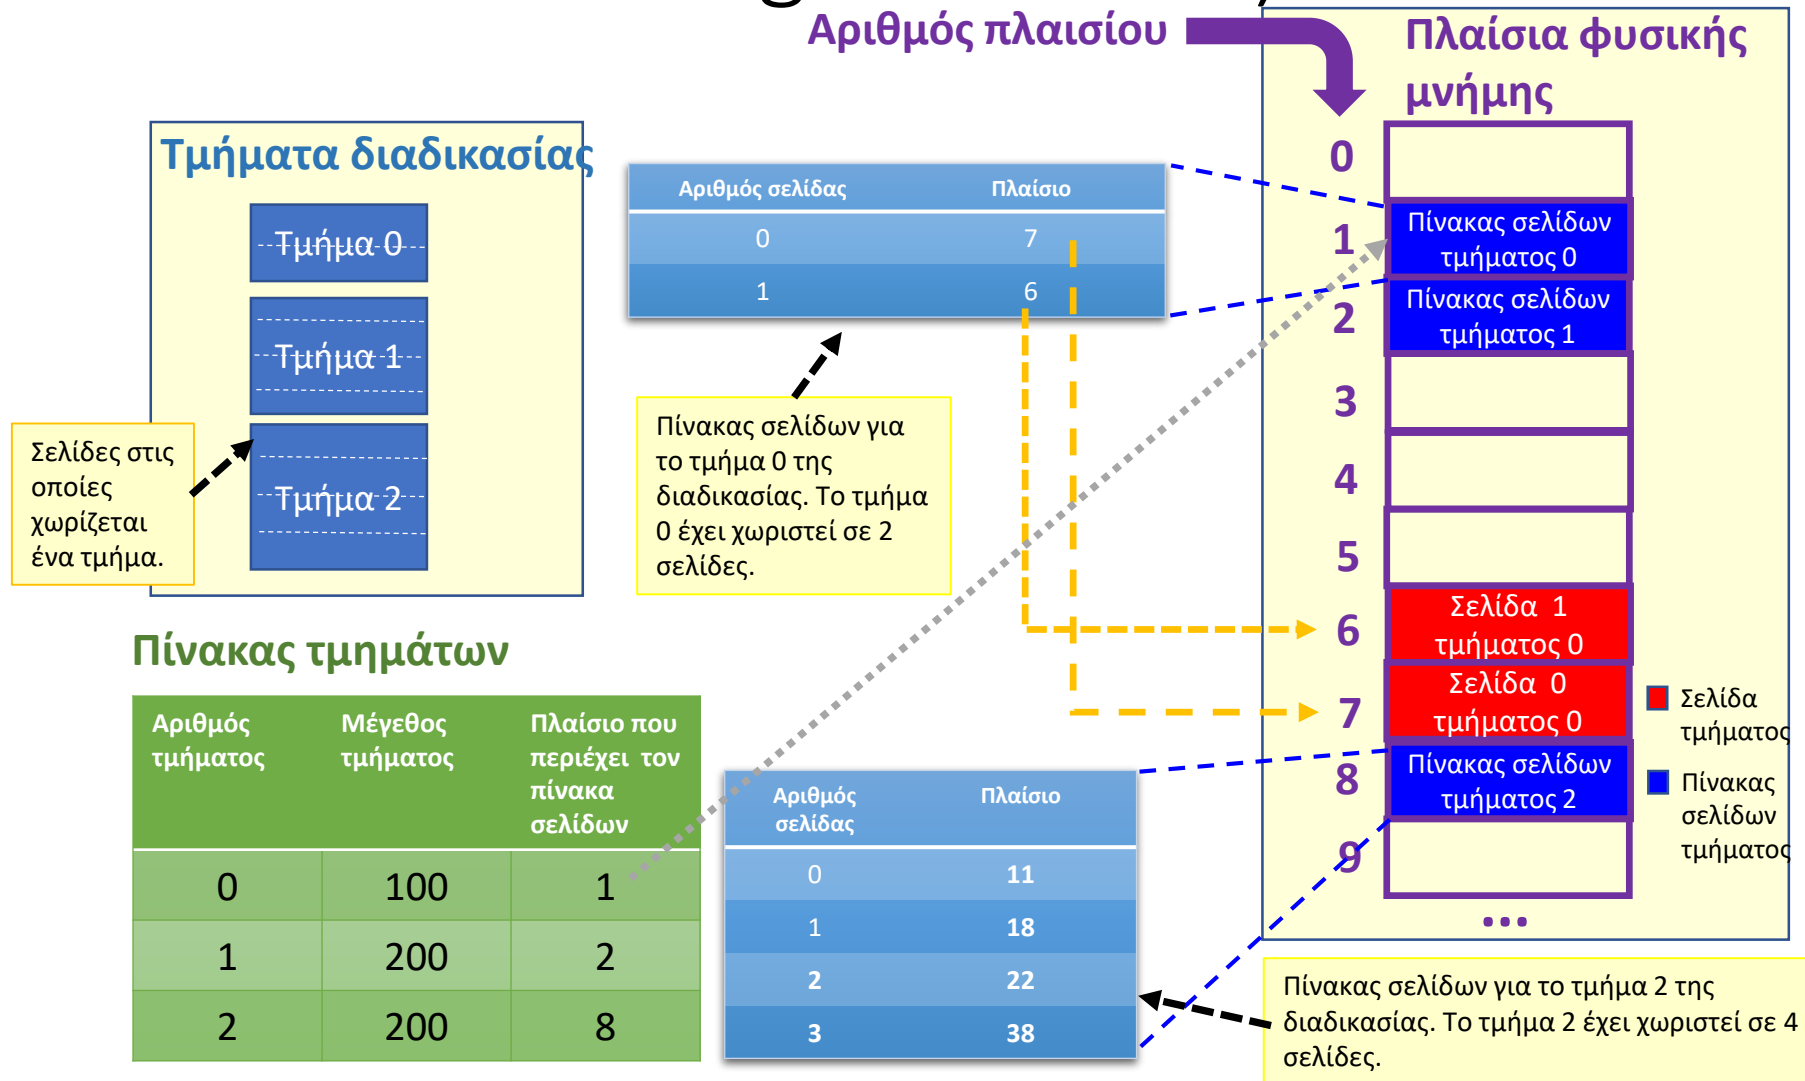 Αριθμός πλαισίου
Πλαίσια φυσικής
μνήμης
Τμήματα διαδικασίας
Τμήμα 0
Τμήμα 1
Τμήμα 2
Σελίδες στις
οποίες
χωρίζεται
ένα τμήμα.
Αριθμός σελίδας Πλαίσιο
0 7
1 6
Πίνακας σελίδων για
το τμήμα 0 της
διαδικασίας. Το τμήμα
0 έχει χωριστεί σε 2
σελίδες.
0
1 Πίνακας σελίδων
τμήματος 0
2 Πίνακας σελίδων
τμήματος 1
3
4
5
6 Σελίδα 1
τμήματος 0
7 Σελίδα 0
τμήματος 0
8 Πίνακας σελίδων
τμήματος 2
9
...
Σελίδα
τμήματος
Πίνακας
σελίδων
τμήματος
Πίνακας τμημάτων
Αριθμός Μέγεθος Πλαίσιο που
τμήματος τμήματος περιέχει τον
πίνακα
σελίδων
0 100 1
1 200 2
2 200 8
Αριθμός Πλαίσιο
σελίδας
0 11
1 18
2 22
3 38
Πίνακας σελίδων για το τμήμα 2 της
διαδικασίας. Το τμήμα 2 έχει χωριστεί σε 4
σελίδες.